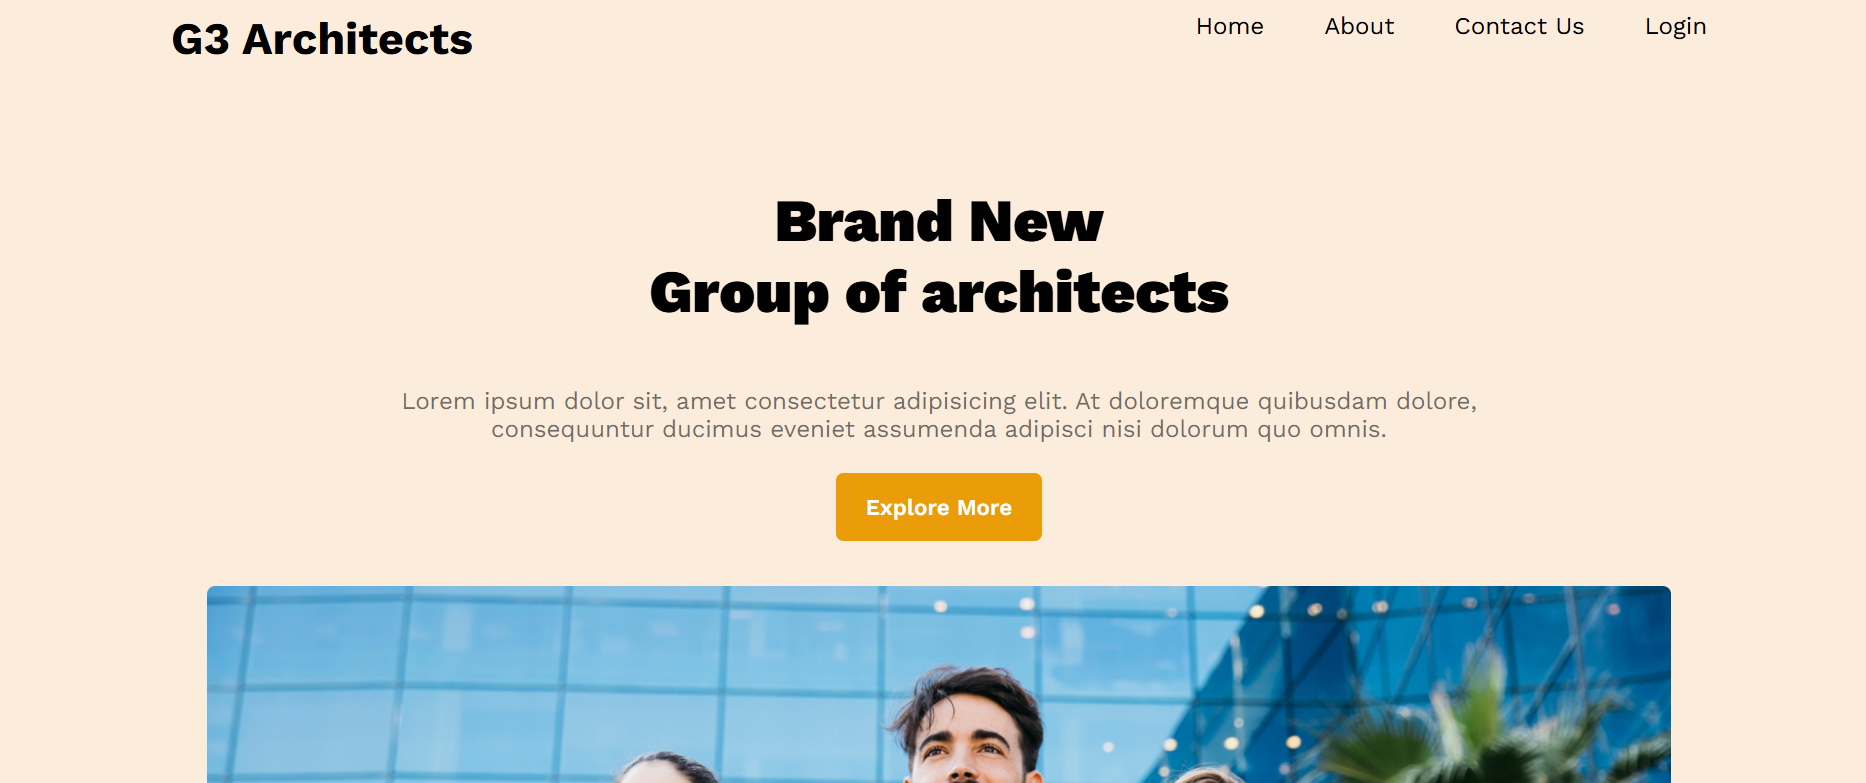 G3 Architects
Home About Contact Us Login
Brand New
Group of architects
Lorem ipsum dolor sit, amet consectetur adipisicing elit. At doloremque quibusdam dolore,
consequuntur ducimus eveniet assumenda adipisci nisi dolorum quo omnis.
Explore More